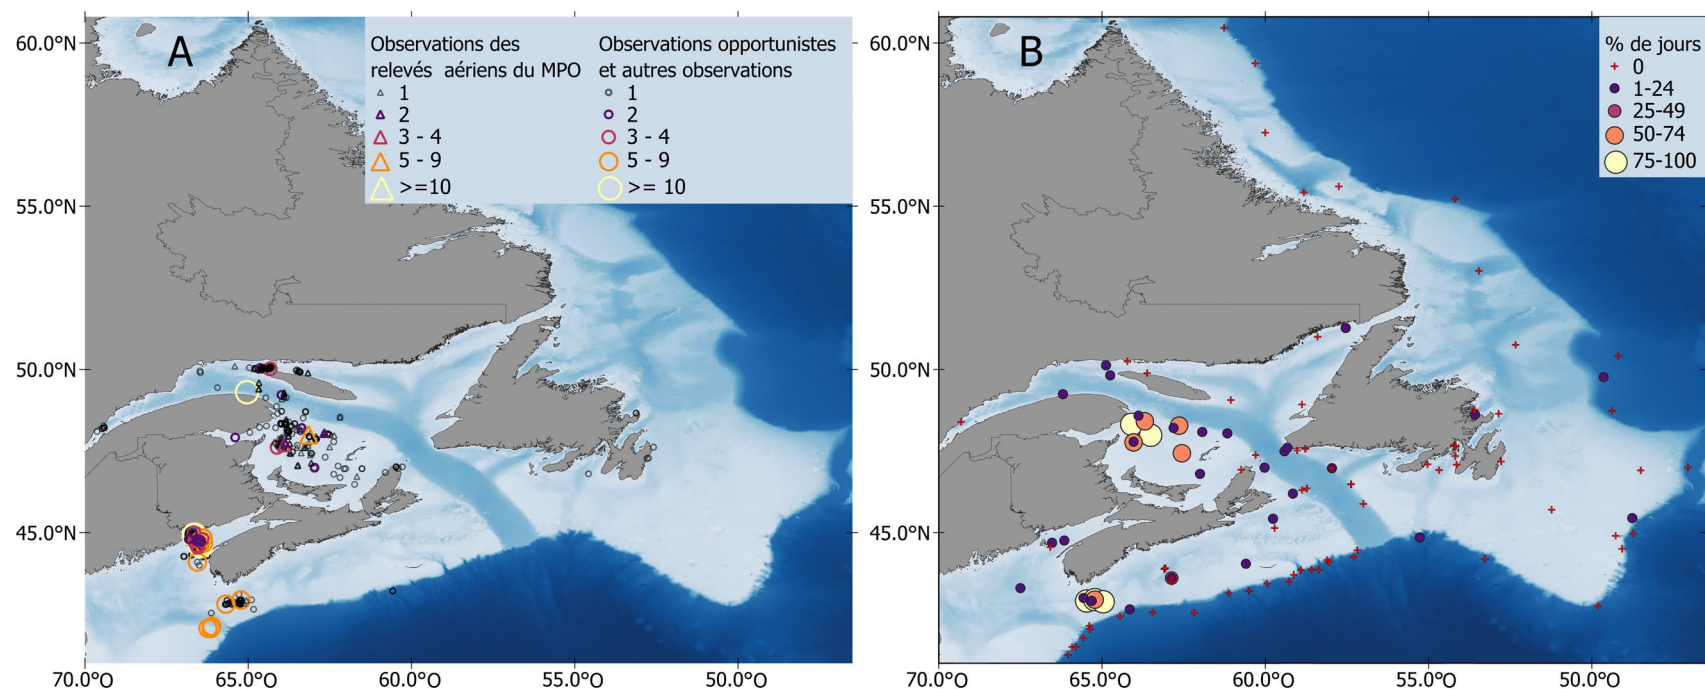 A
Observations des
relevés aériens du MPO
1
2
3 - 4
5 - 9
>=10
Observations opportunistes
et autres observations
1
2
3 - 4
5 - 9
>= 10
60.0°N
55.0°N
50.0°N
45.0°N
70.0°O
65.0°O
60.0°O
55.0°O
50.0°O
B
% de jours
0
1-24
25-49
50-74
75-100
60.0°N
55.0°N
50.0°N
45.0°N
70.0°O
65.0°O
60.0°O
55.0°O
50.0°O